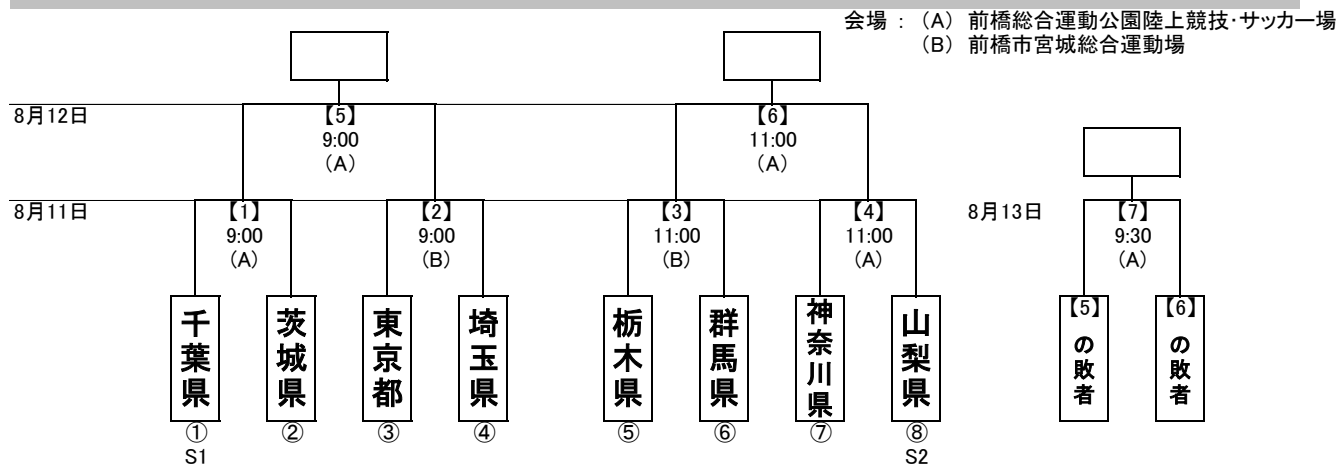 会場 : （A） 前橋総合運動公園陸上競技・サッカー場
（B） 前橋市宮城総合運動場
8月12日
【5】
9:00
（A）
【6】
11:00
（A）
8月11日
【1】
9:00
（A）
【2】
9:00
（B）
【3】
11:00
（B）
【4】
11:00
（A）
8月13日
【7】
9:30
（A）
千葉県
①
S1
茨城県
②
東京都
③
埼玉県
④
栃木県
⑤
群馬県
⑥
神奈川県
⑦
山梨県
⑧
S2
【5】の敗者
【6】の敗者